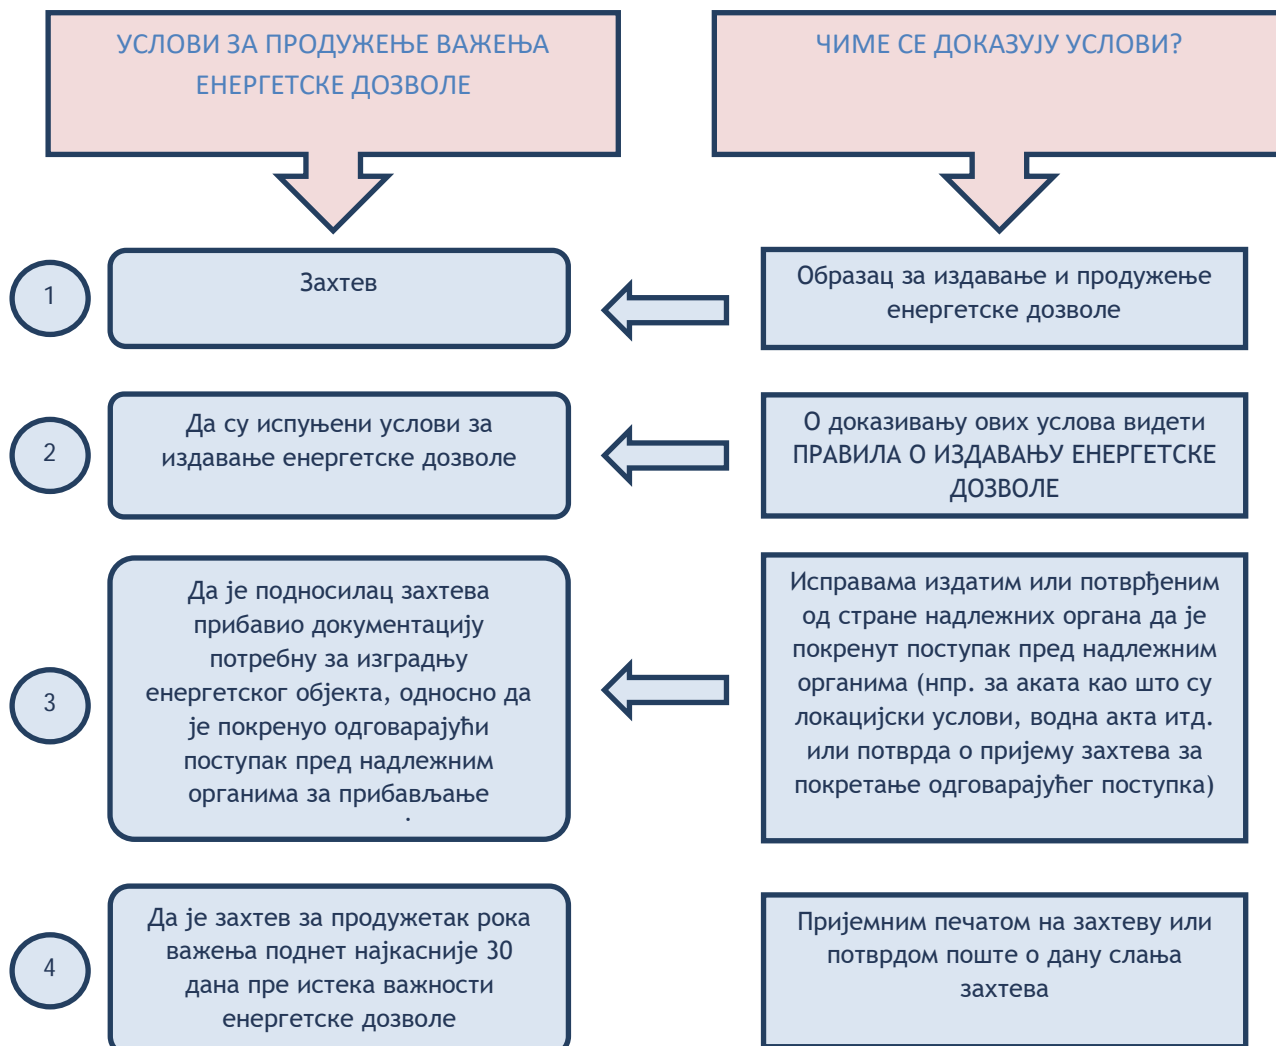 УСЛОВИ ЗА ПРОДУЖЕЊЕ ВАЖЕЊА
ЕНЕРГЕТСКЕ ДОЗВОЛЕ
ЧИМЕ СЕ ДОКАЗУЈУ УСЛОВИ?
1
Захтев
Образац за издавање и продужење
енергетске дозволе
2
Да су испуњени услови за
издавање енергетске дозволе
О доказивању ових услова видети
ПРАВИЛА О ИЗДАВАЊУ ЕНЕРГЕТСКЕ
ДОЗВОЛЕ
3
Да је подносилац захтева
прибавио документацију
потребну за изградњу
енергетског објекта, односно да
је покренуо одговарајући
поступак пред надлежним
органима за прибављање
Исправама издатим или потврђеним
од стране надлежних органа да је
покренут поступак пред надлежним
органима (нпр. за аката као што су
локацијски услови, водна акта итд.
или потврда о пријему захтева за
покретање одговарајућег поступка)
4
Да је захтев за продужетак рока
важења поднет најкасније 30
дана пре истека важности
енергетске дозволе
Пријемним печатом на захтеву или
потврдом поште о дану слања
захтева